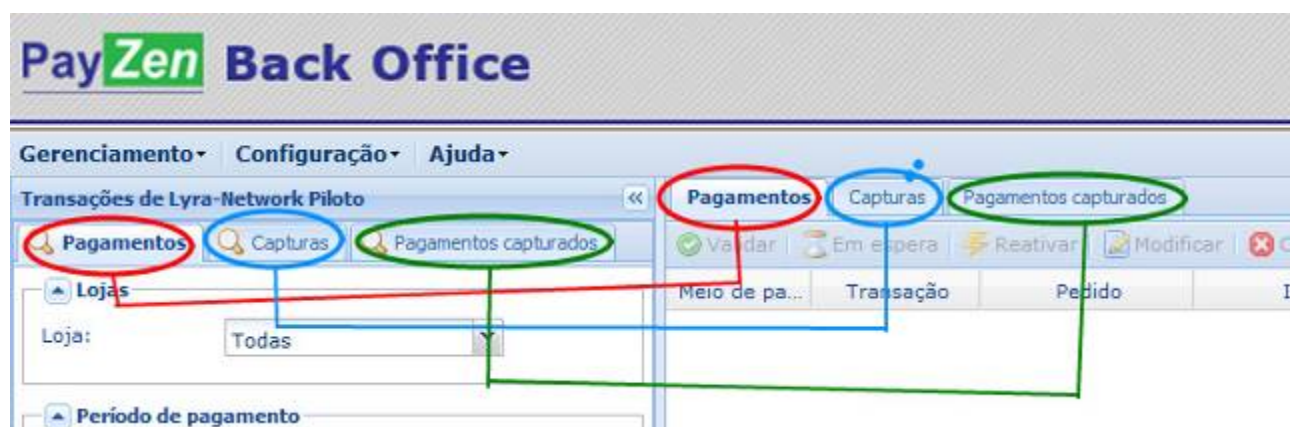 PayZen Back Office
Gerenciamento Configuração Ajuda
Transações de Lyra-Network Piloto
Pagamentos Capturas Pagamentos capturados
Lojas
Loja: Todas
Período de pagamento
Pagamentos Capturas Pagamentos capturados
Validar Em espera Reativar Modificar
Meio de pa... Transação Pedido